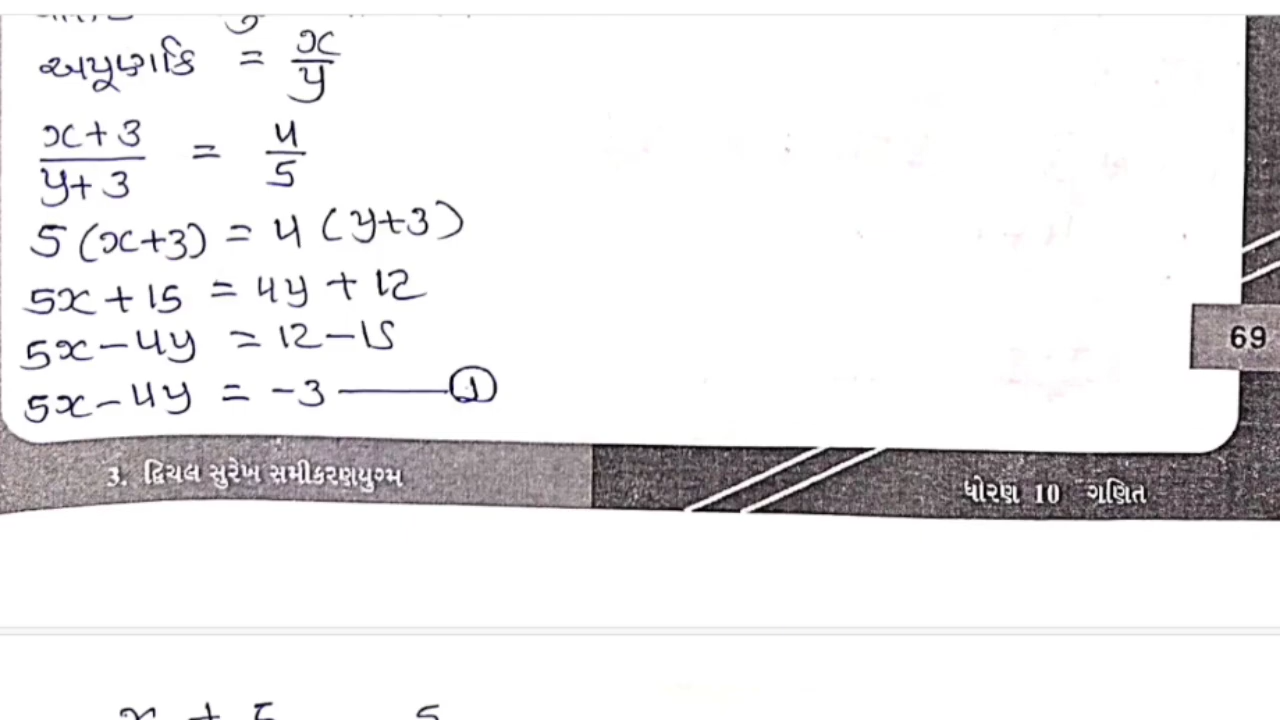 અપૂર્ણાંક = x/y
x+3/y+3 = 4/5
5(x+3) = 4(y+3)
5x+15 = 4y+12
5x-4y = 12-15
5x-4y = -3 ——— ①
69
3. દ્વિચલ સુરેખ સમીકરણયુગ્મ
ધોરણ 10 ગણિત